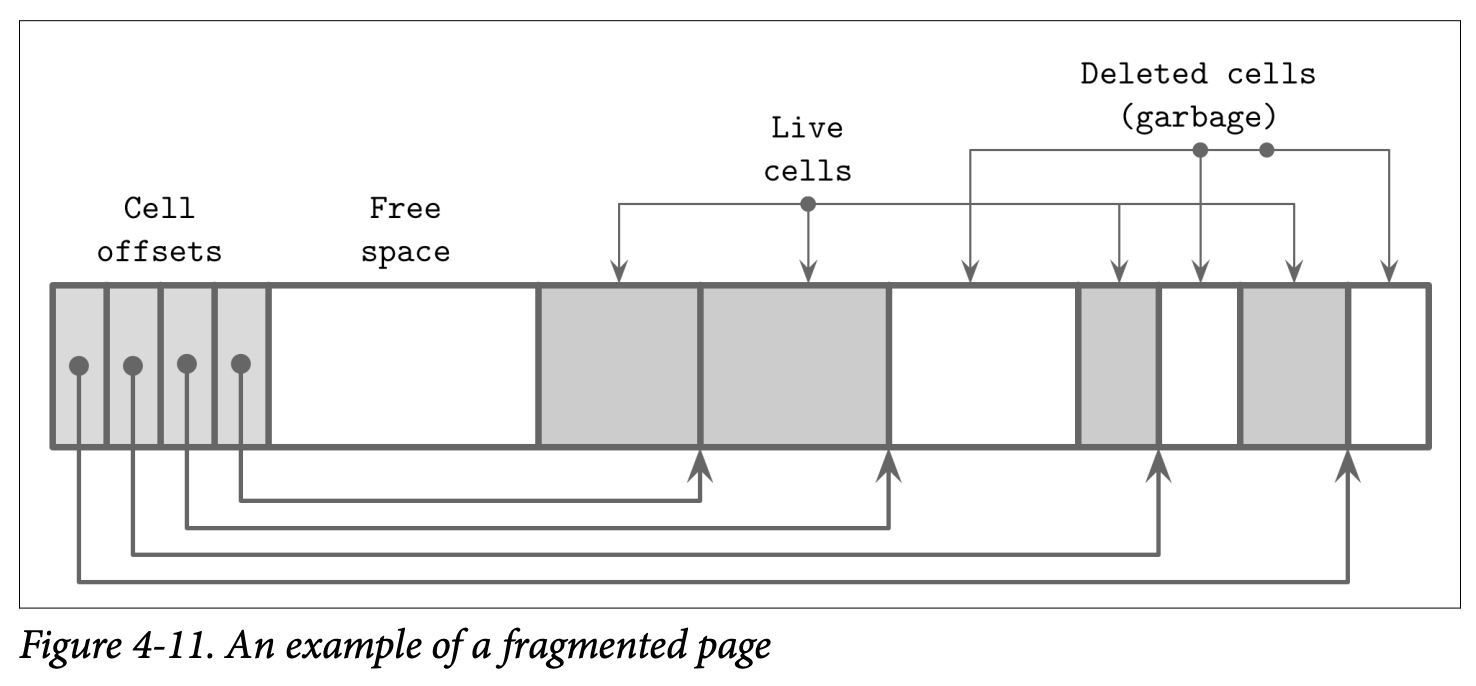 Deleted cells
(garbage)
Live
cells
Cell
offsets
Free
space
Figure 4-11. An example of a fragmented page